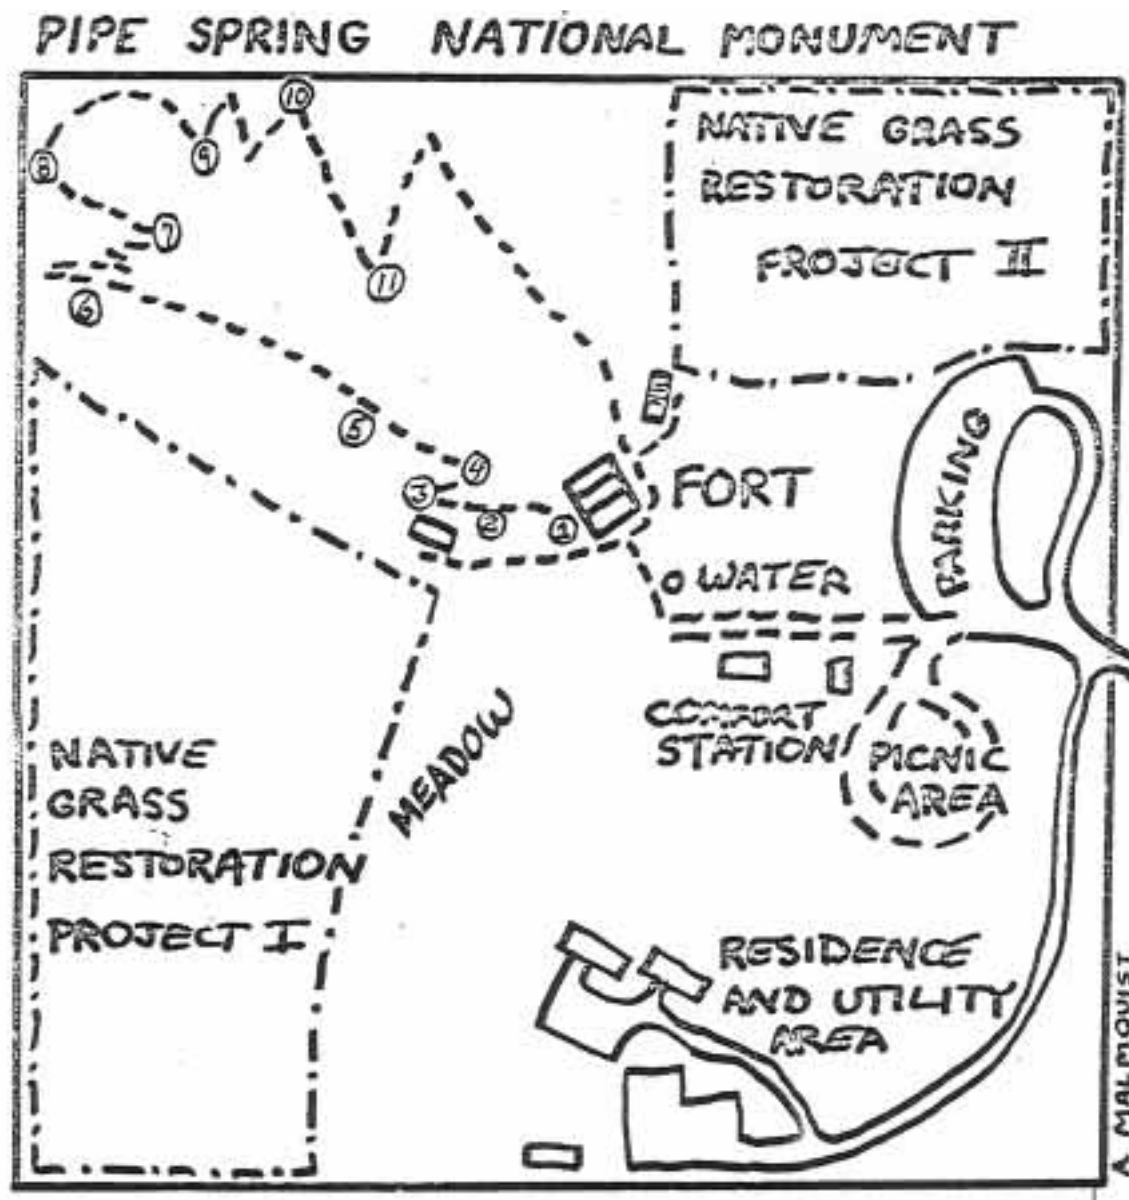 PIPE SPRING NATIONAL MONUMENT
10
9
8
7
6
11
5
4
3
2
1
NATIVE GRASS
RESTORATION
PROJECT II
FORT
PARKING
WATER
COMFORT
STATION
PICNIC
AREA
MEADOW
NATIVE
GRASS
RESTORATION
PROJECT I
RESIDENCE
AND UTILITY
AREA
A MALMQUIST